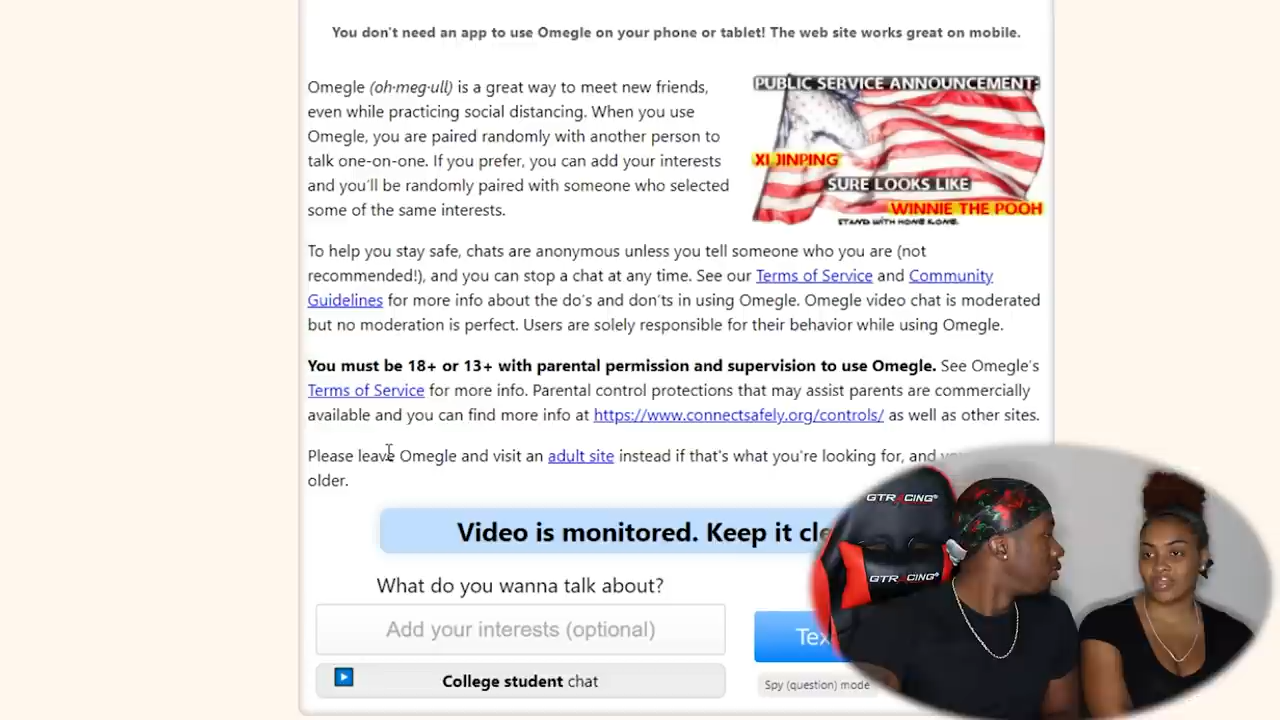 You don't need an app to use Omegle on your phone or tablet! The web site works great on mobile.
Omegle (oh·meg·ull) is a great way to meet new friends,
even while practicing social distancing. When you use
Omegle, you are paired randomly with another person to
talk one-on-one. If you prefer, you can add your interests
and you'll be randomly paired with someone who selected
some of the same interests.
PUBLIC SERVICE ANNOUNCEMENT:
XI JINPING
SURE LOOKS LIKE
WINNIE THE POOH
STAND WITH HONG KONG.
To help you stay safe, chats are anonymous unless you tell someone who you are (not
recommended!), and you can stop a chat at any time. See our Terms of Service and Community
Guidelines for more info about the do's and don'ts in using Omegle. Omegle video chat is moderated
but no moderation is perfect. Users are solely responsible for their behavior while using Omegle.
You must be 18+ or 13+ with parental permission and supervision to use Omegle. See Omegle's
Terms of Service for more info. Parental control protections that may assist parents are commercially
available and you can find more info at https://www.connectsafely.org/controls/ as well as other sites.
Please leave Omegle and visit an adult site instead if that's what you're looking for, and
older.
Video is monitored. Keep it
What do you wanna talk about?
Add your interests (optional)
College student chat
Spy (question) mode
GTRACING
GTRACING